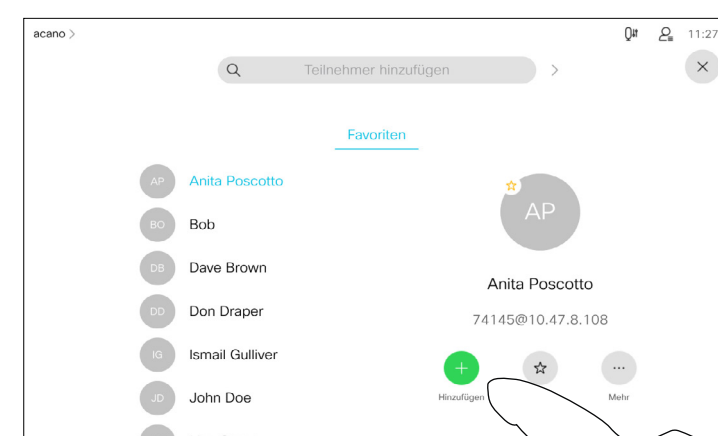 acano >
11:27
Teilnehmer hinzufügen
Favoriten
AP Anita Poscotto
BO Bob
DB Dave Brown
DD Don Draper
IG Ismail Gulliver
JD John Doe
AP
Anita Poscotto
74145@10.47.8.108
Hinzufügen
Mehr